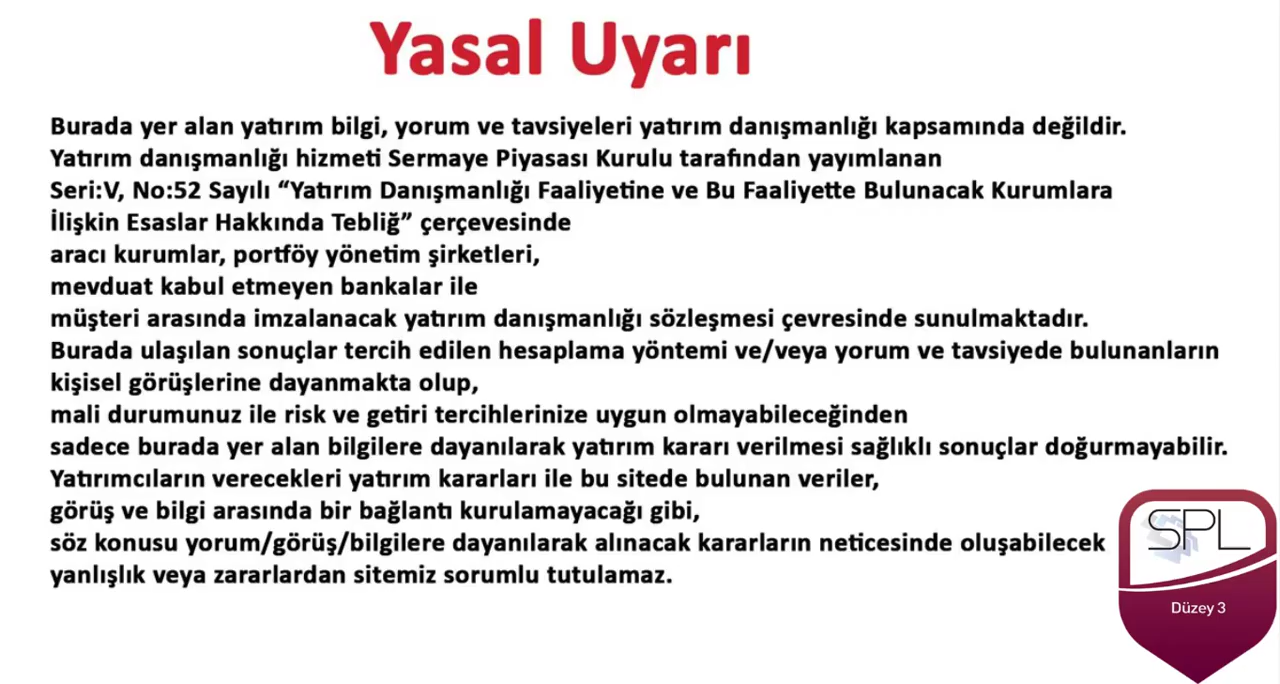 Yasal Uyarı
Burada yer alan yatırım bilgi, yorum ve tavsiyeleri yatırım danışmanlığı kapsamında değildir.
Yatırım danışmanlığı hizmeti Sermaye Piyasası Kurulu tarafından yayımlanan
Seri:V, No:52 Sayılı “Yatırım Danışmanlığı Faaliyetine ve Bu Faaliyette Bulunacak Kurumlara
İlişkin Esaslar Hakkında Tebliğ” çerçevesinde
aracı kurumlar, portföy yönetim şirketleri,
mevduat kabul etmeyen bankalar ile
müşteri arasında imzalanacak yatırım danışmanlığı sözleşmesi çevresinde sunulmaktadır.
Burada ulaşılan sonuçlar tercih edilen hesaplama yöntemi ve/veya yorum ve tavsiyede bulunanların
kişisel görüşlerine dayanmakta olup,
mali durumunuz ile risk ve getiri tercihlerinize uygun olmayabileceğinden
sadece burada yer alan bilgilere dayanılarak yatırım kararı verilmesi sağlıklı sonuçlar doğurmayabilir.
Yatırımcıların verecekleri yatırım kararları ile bu sitede bulunan veriler,
görüş ve bilgi arasında bir bağlantı kurulamayacağı gibi,
söz konusu yorum/görüş/bilgilere dayanılarak alınacak kararların neticesinde oluşabilecek
yanlışlık veya zararlardan sitemiz sorumlu tutulamaz.
SPL
Düzey 3